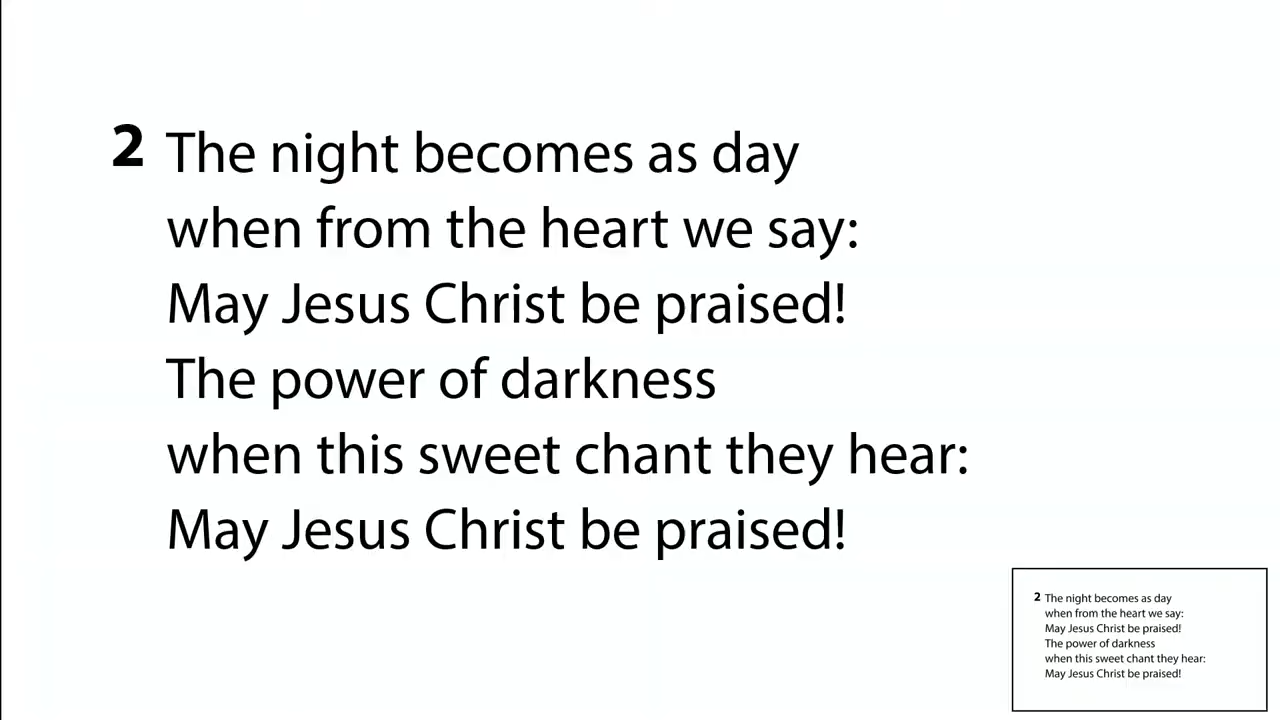 2 The night becomes as day
when from the heart we say:
May Jesus Christ be praised!
The power of darkness
when this sweet chant they hear:
May Jesus Christ be praised!
2 The night becomes as day
when from the heart we say:
May Jesus Christ be praised!
The power of darkness
when this sweet chant they hear:
May Jesus Christ be praised!